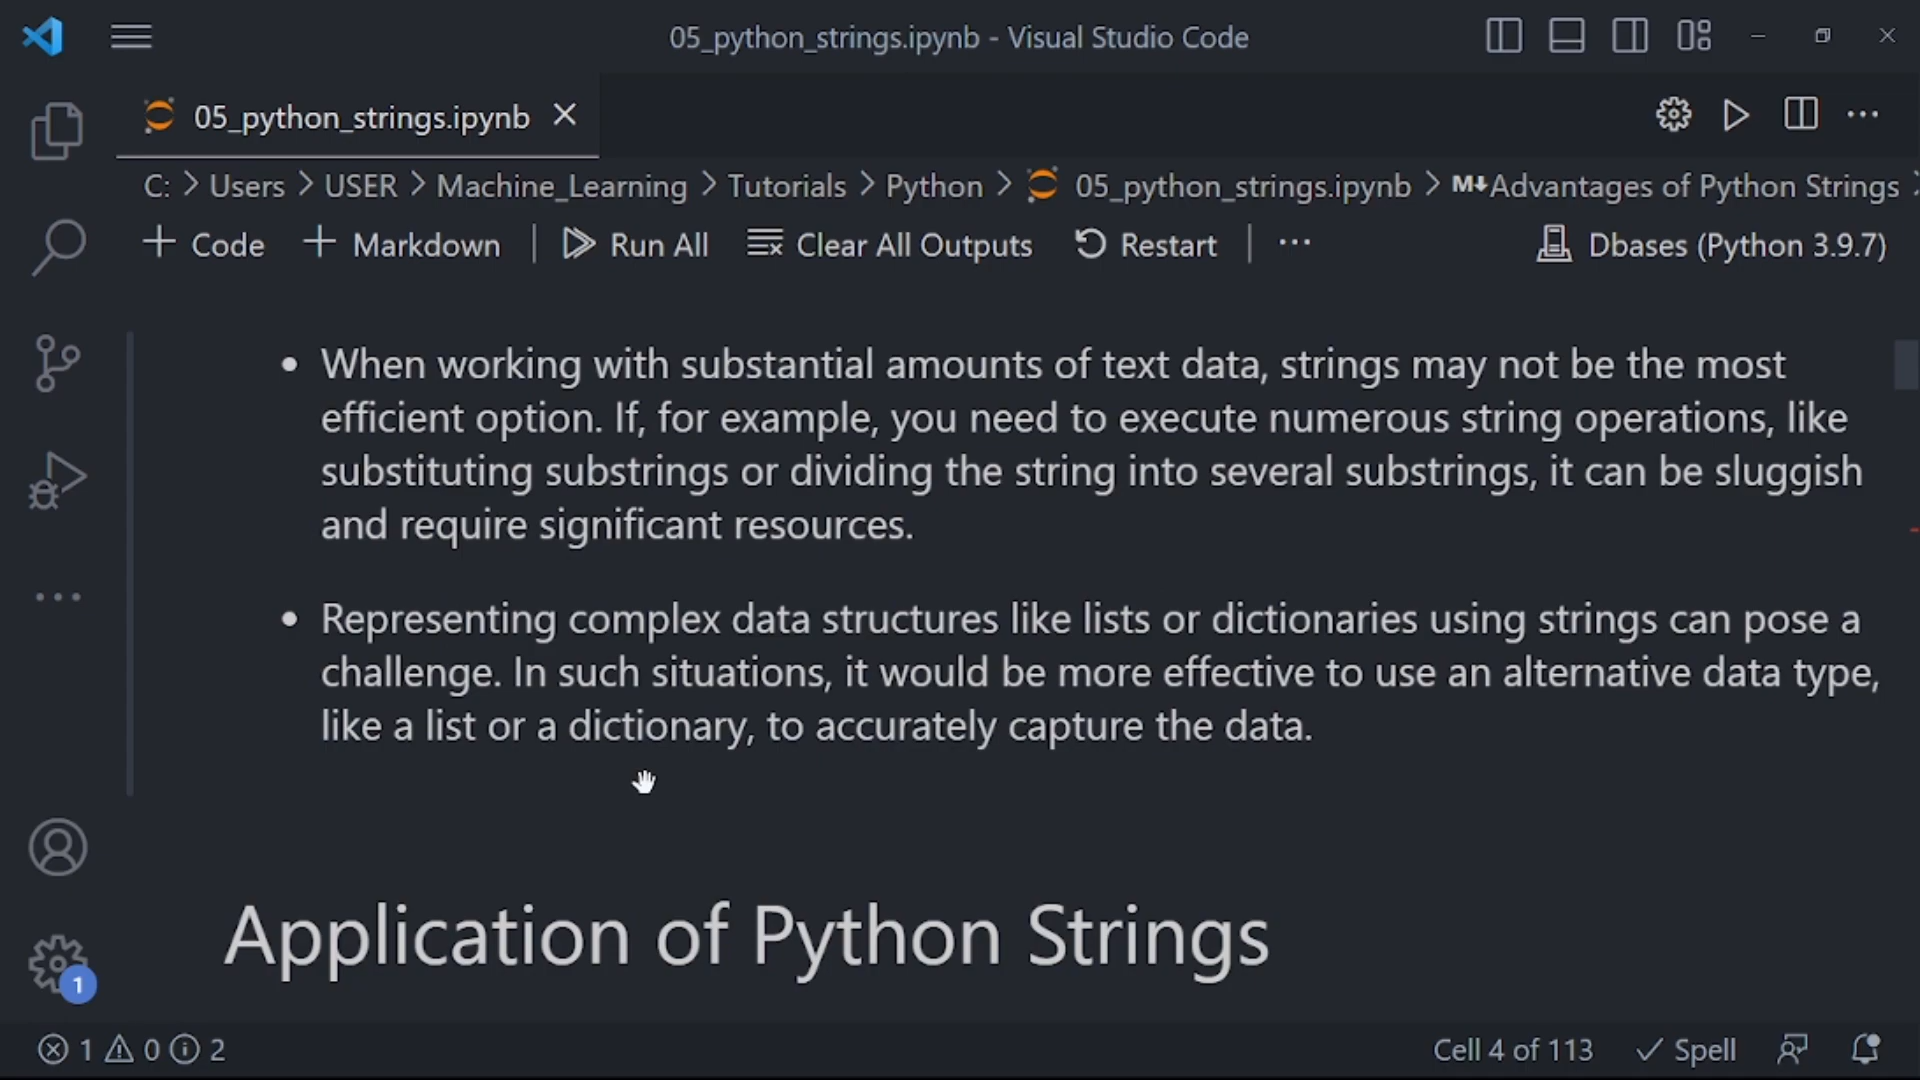 05_python_strings.ipynb - Visual Studio Code
05_python_strings.ipynb
C: > Users > USER > Machine_Learning > Tutorials > Python > 05_python_strings.ipynb > M↓Advantages of Python Strings
+ Code + Markdown | Run All Clear All Outputs Restart | ... Dbases (Python 3.9.7)
• When working with substantial amounts of text data, strings may not be the most
efficient option. If, for example, you need to execute numerous string operations, like
substituting substrings or dividing the string into several substrings, it can be sluggish
and require significant resources.
• Representing complex data structures like lists or dictionaries using strings can pose a
challenge. In such situations, it would be more effective to use an alternative data type,
like a list or a dictionary, to accurately capture the data.
Application of Python Strings
1
1 0 2 Cell 4 of 113 Spell